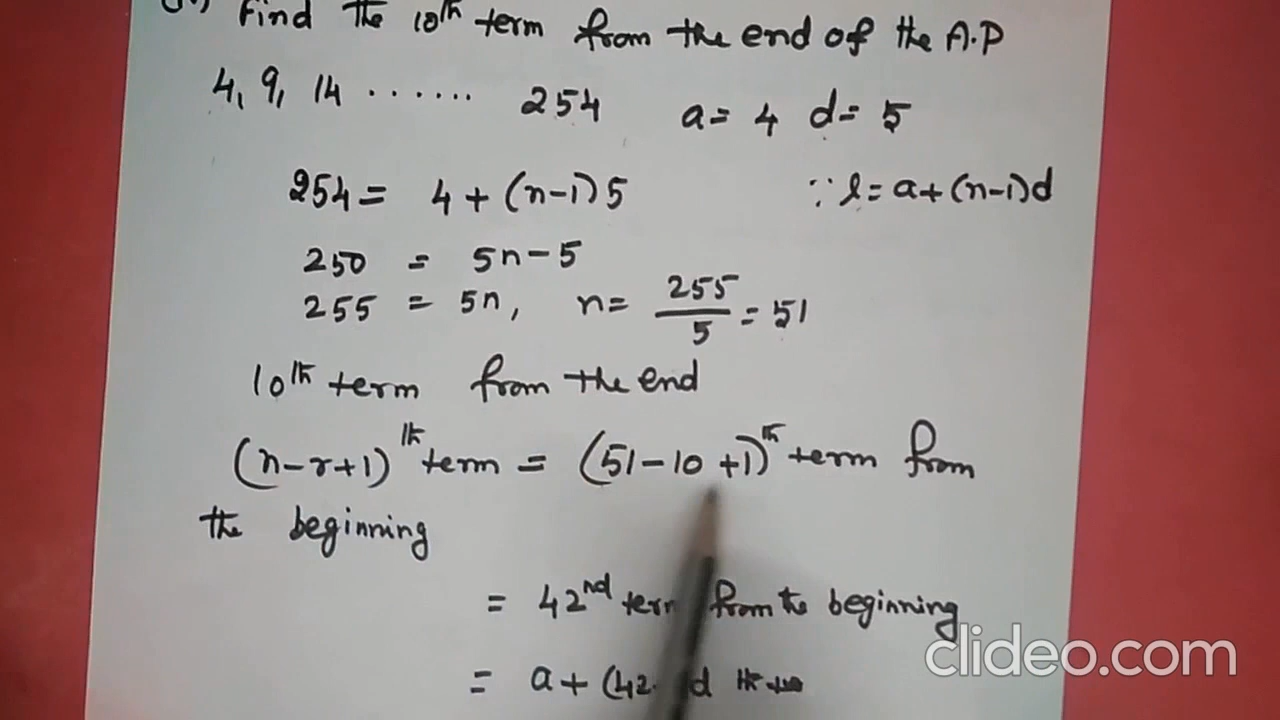 Find the 10th term from the end of the A.P
4, 9, 14 ....... 254 a = 4 d = 5
254 = 4 + (n-1) 5 ∵ l = a + (n-1)d
250 = 5n - 5
255 = 5n, n = 255/5 = 51
10th term from the end
(n-r+1)th term = (51-10+1)th term from
the beginning
= 42nd term from the beginning
= a + (42 d
clideo.com